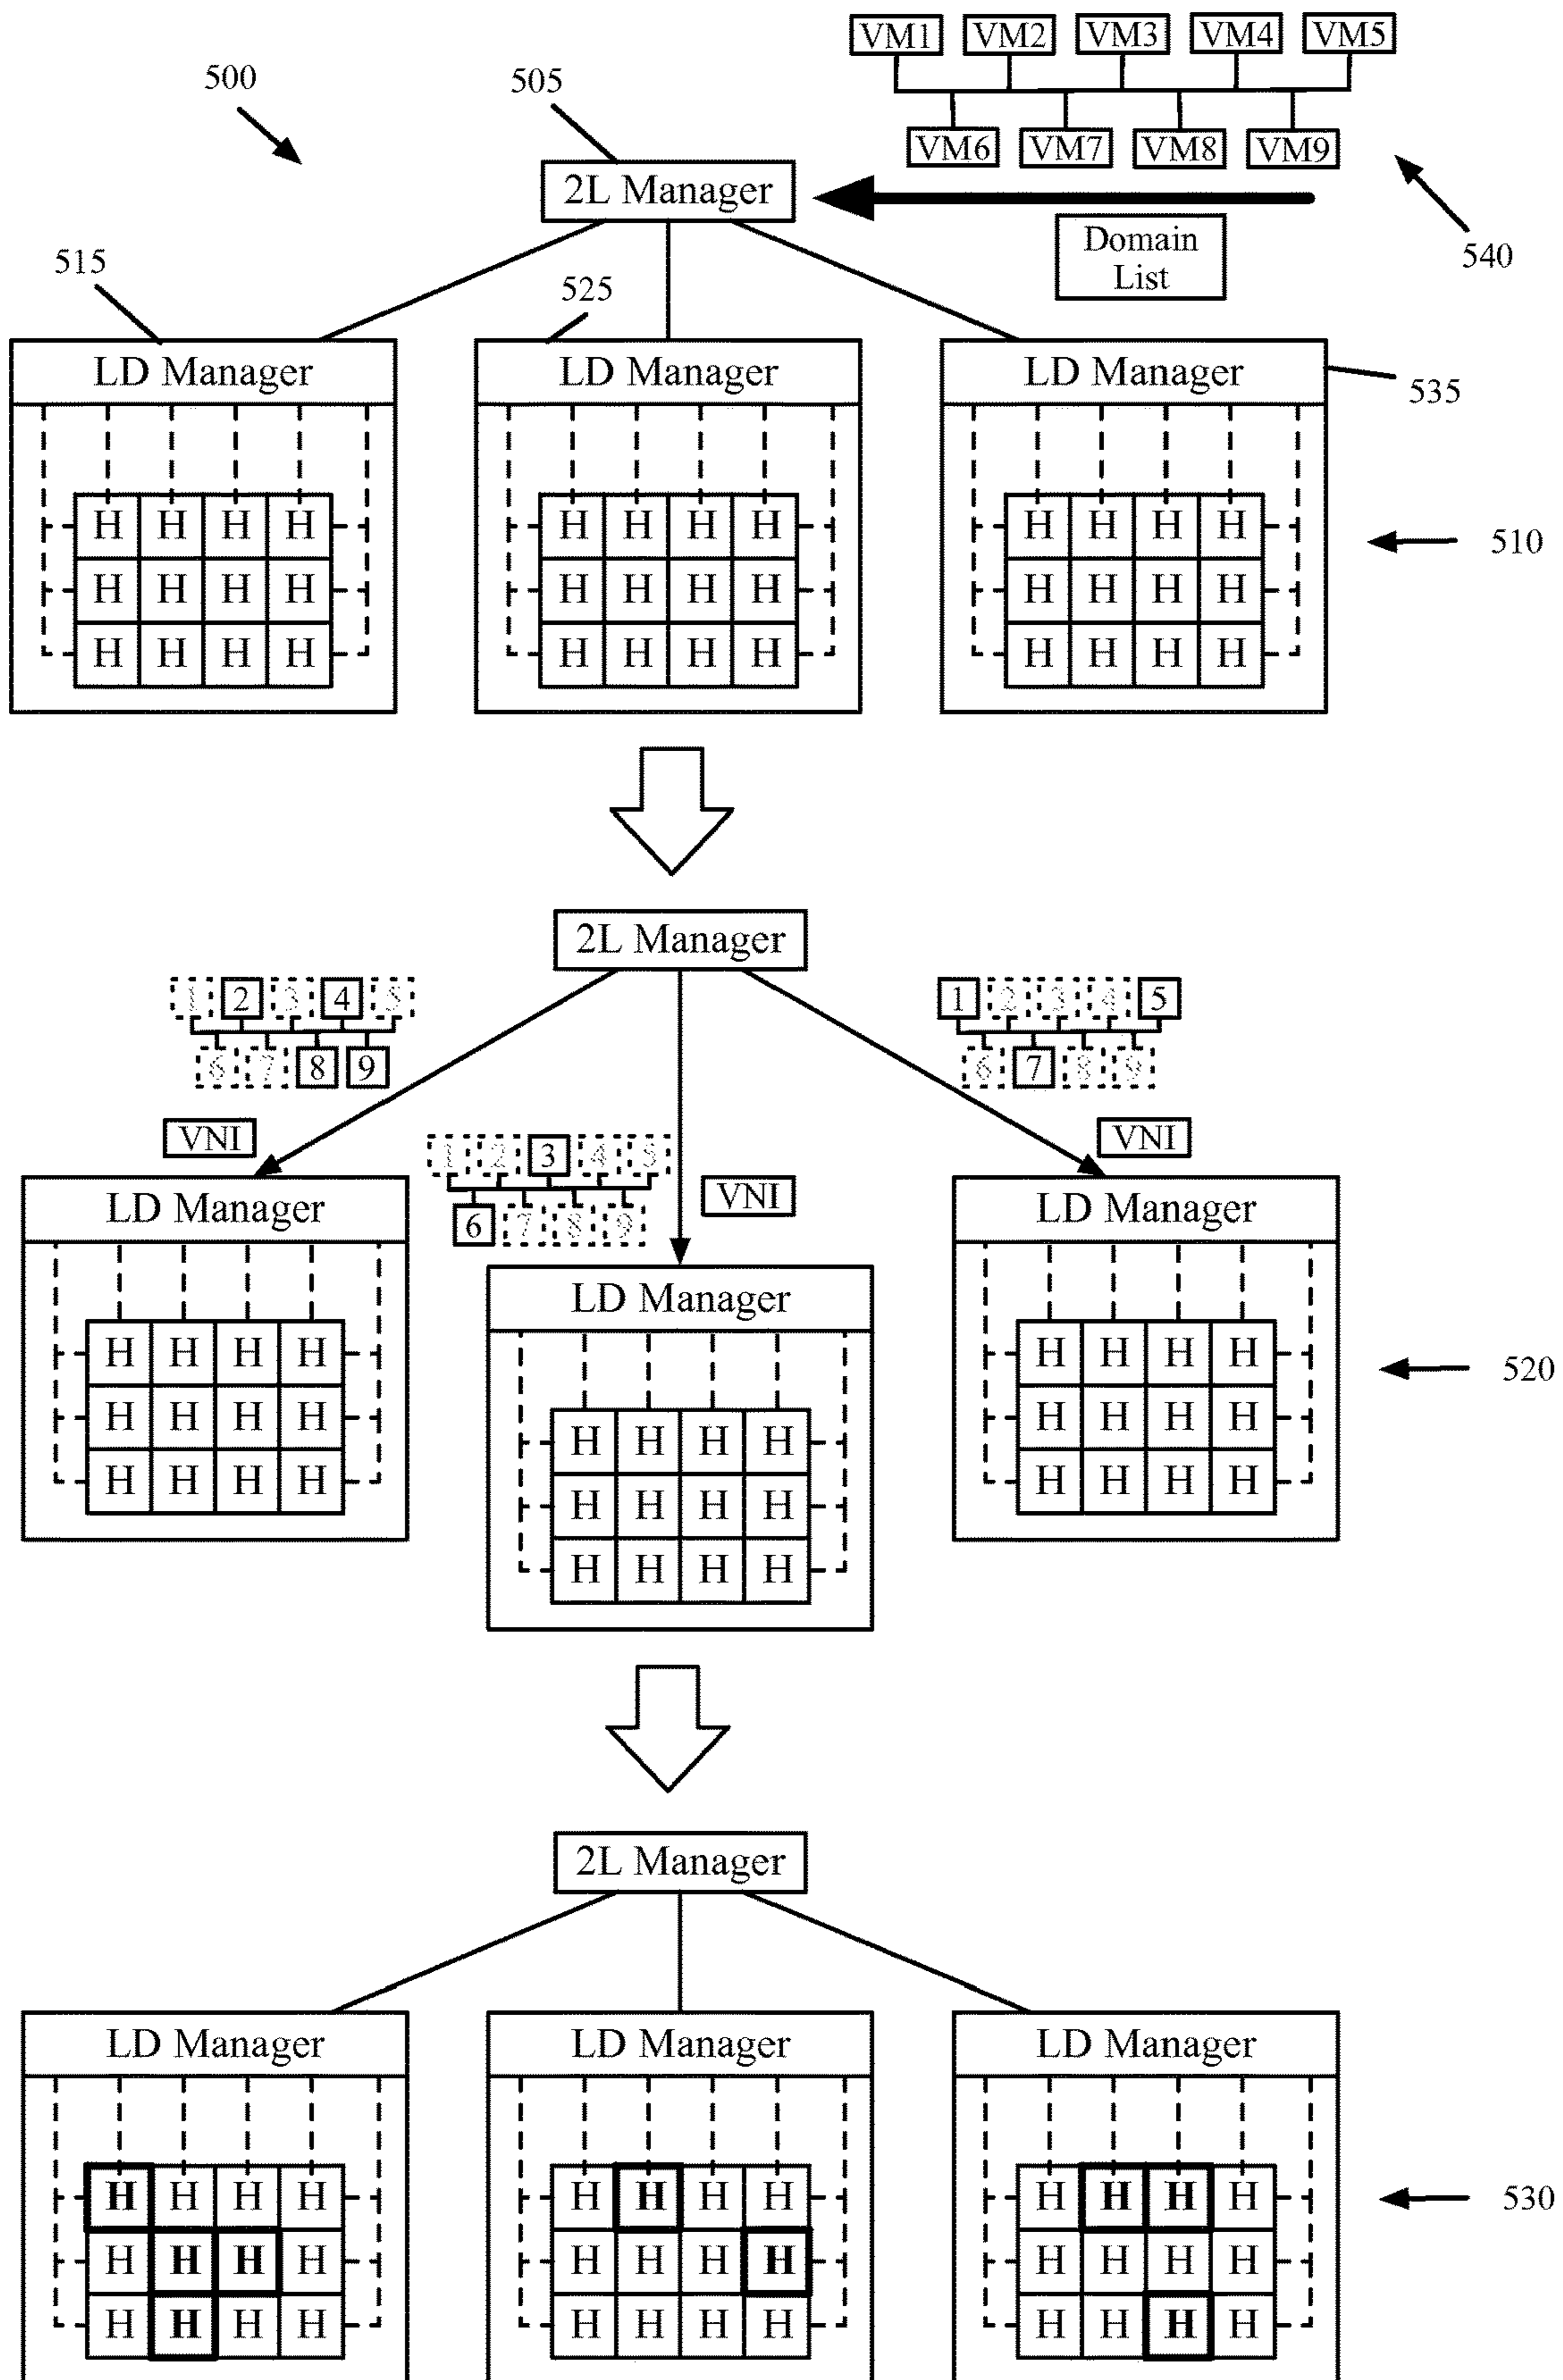 VM1 VM2 VM3 VM4 VM5
500 505
VM6 VM7 VM8 VM9
2L Manager
Domain
List
540
515 525
LD Manager LD Manager LD Manager
535
H H H H H H H H H H H H
510
H H H H H H H H H H H H
H H H H H H H H H H H H
2L Manager
1 2 3 4 5 1 2 3 4 5
6 7 8 9 6 7 8 9
VNI VNI
1 2 3 4 5
VNI
6 7 8 9
LD Manager LD Manager
LD Manager
H H H H H H H H
520
H H H H H H H H
H H H H
H H H H H H H H
H H H H
H H H H
2L Manager
LD Manager LD Manager LD Manager
H H H H H H H H H H H H
530
H H H H H H H H H H H H
H H H H H H H H H H H H